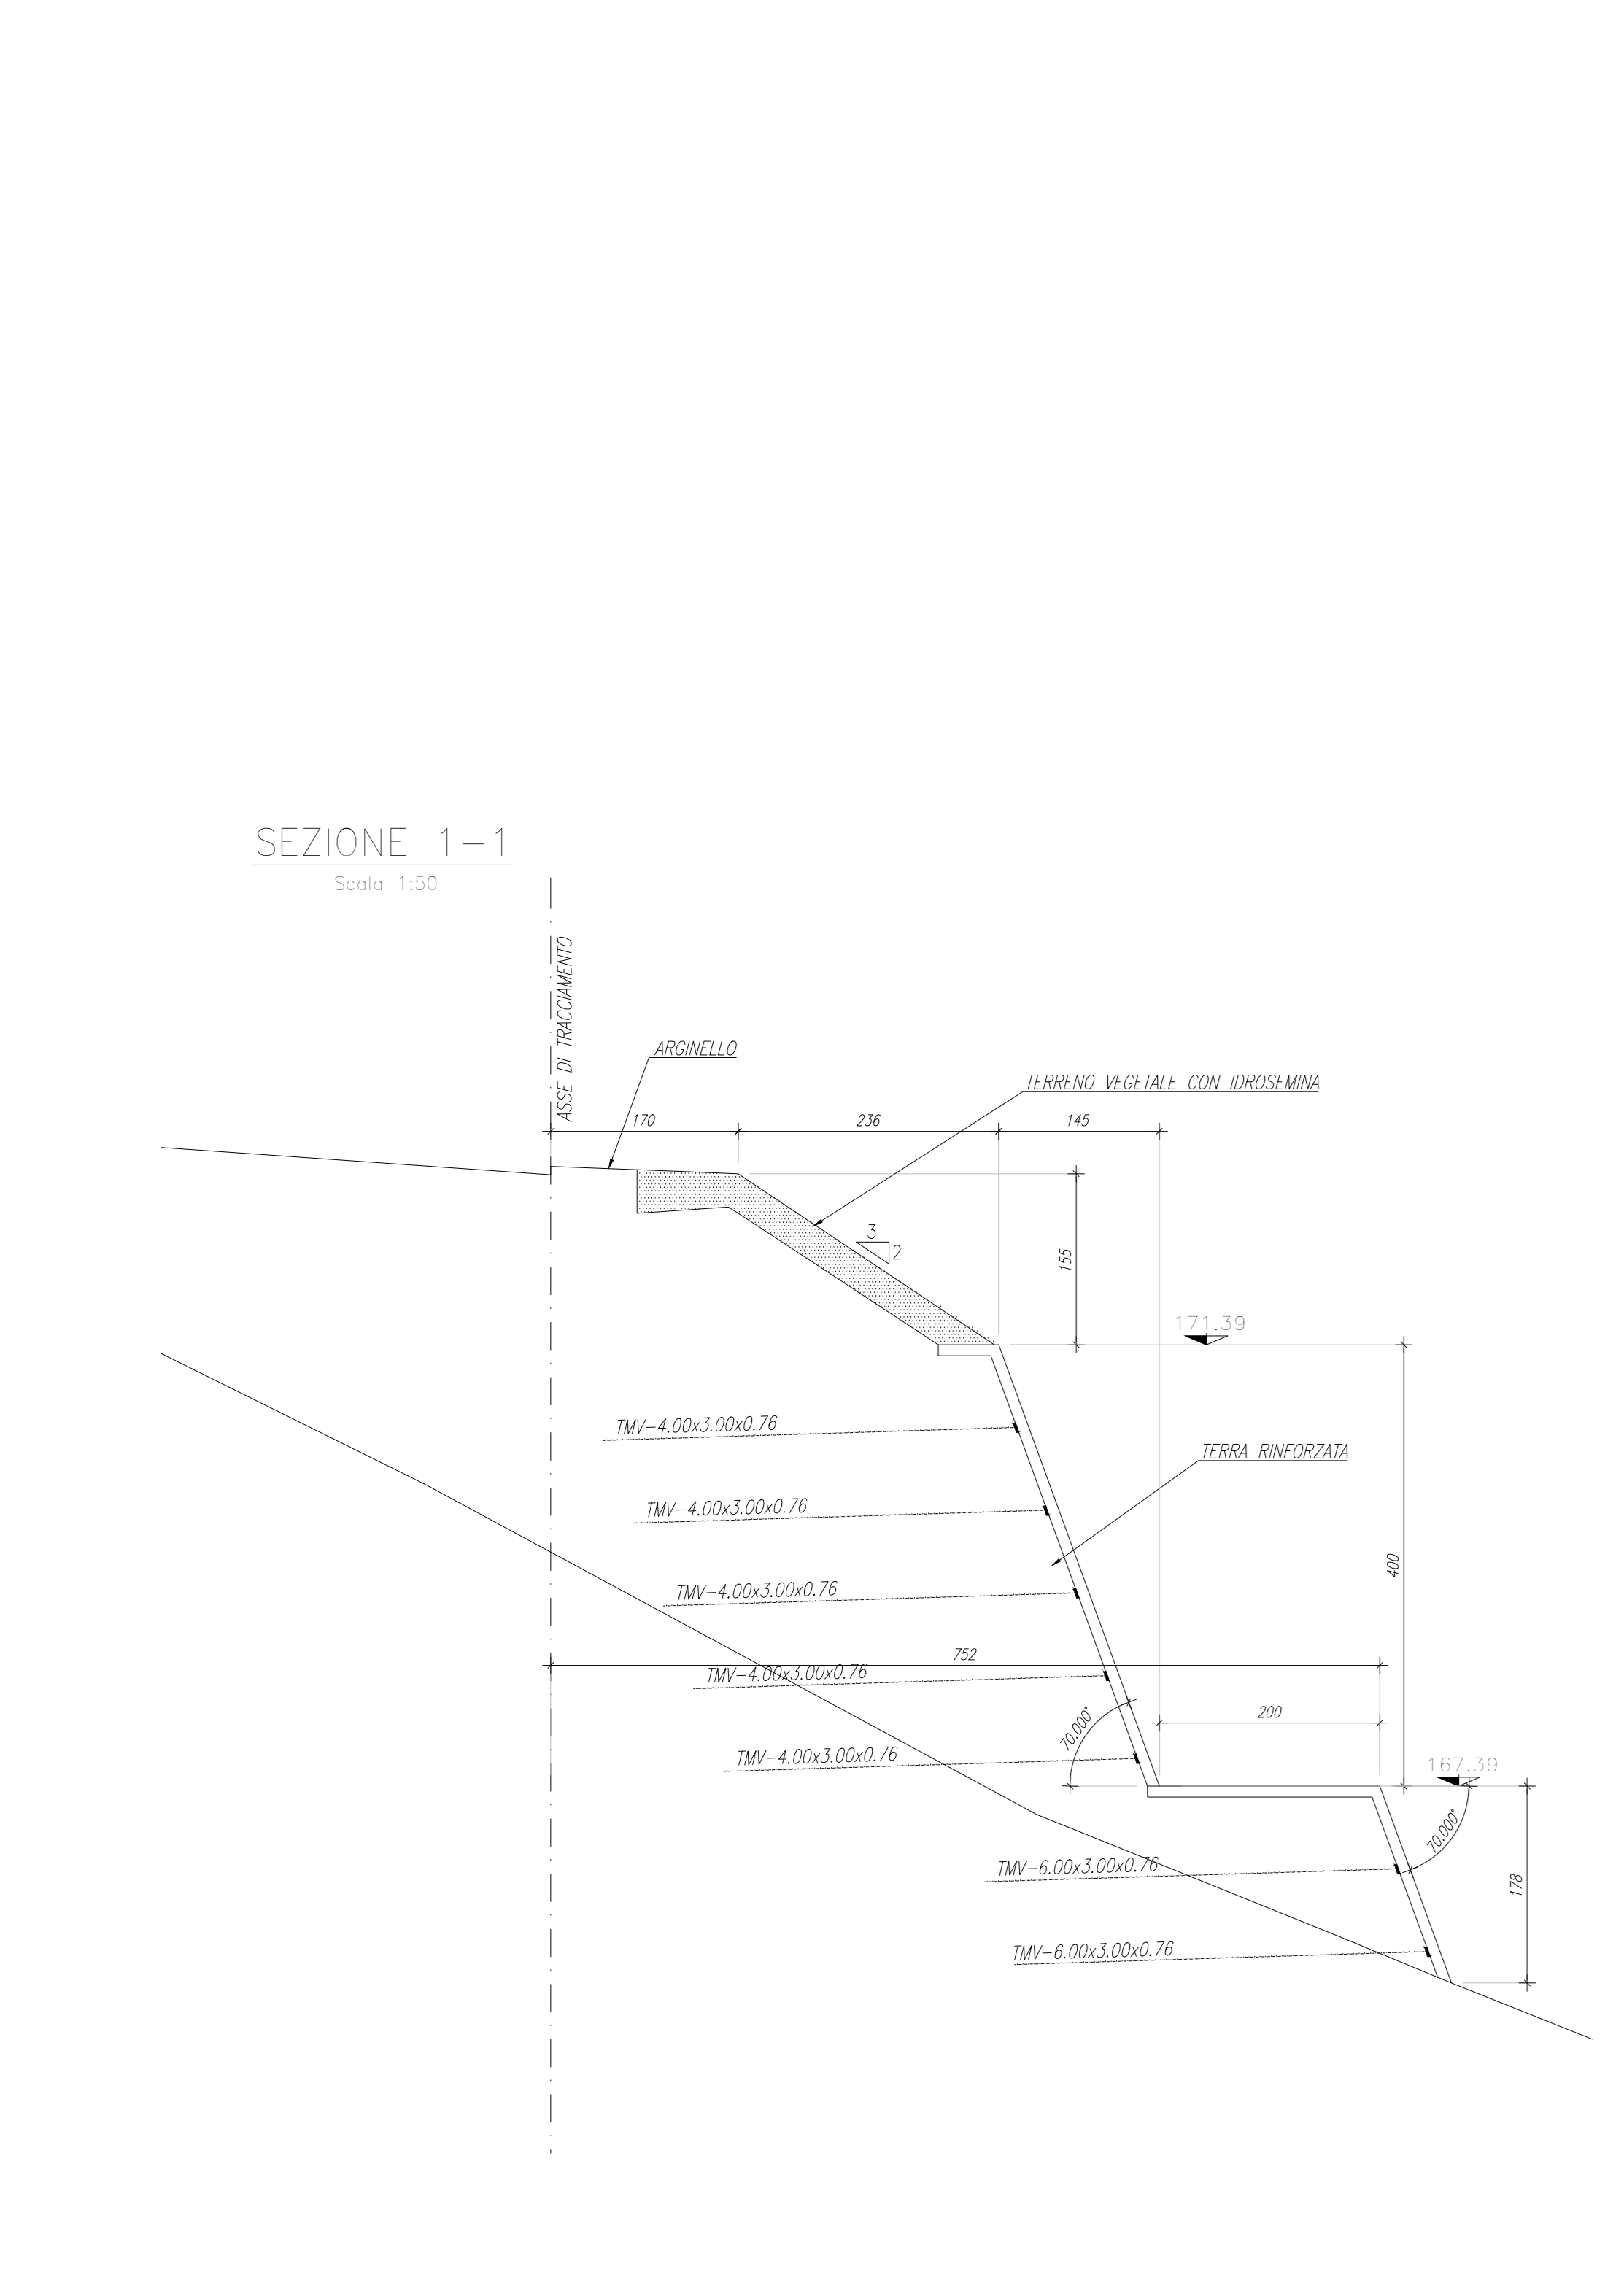 SEZIONE 1-1
Scala 1:50
ASSE DI TRACCIAMENTO
ARGINELLO
TERRENO VEGETALE CON IDROSEMINA
170
236
145
3
2
155
171.39
TMV-4.00x3.00x0.76
TERRA RINFORZATA
TMV-4.00x3.00x0.76
400
TMV-4.00x3.00x0.76
752
TMV-4.00x3.00x0.76
200
70.000°
TMV-4.00x3.00x0.76
167.39
70.000°
TMV-6.00x3.00x0.76
178
TMV-6.00x3.00x0.76